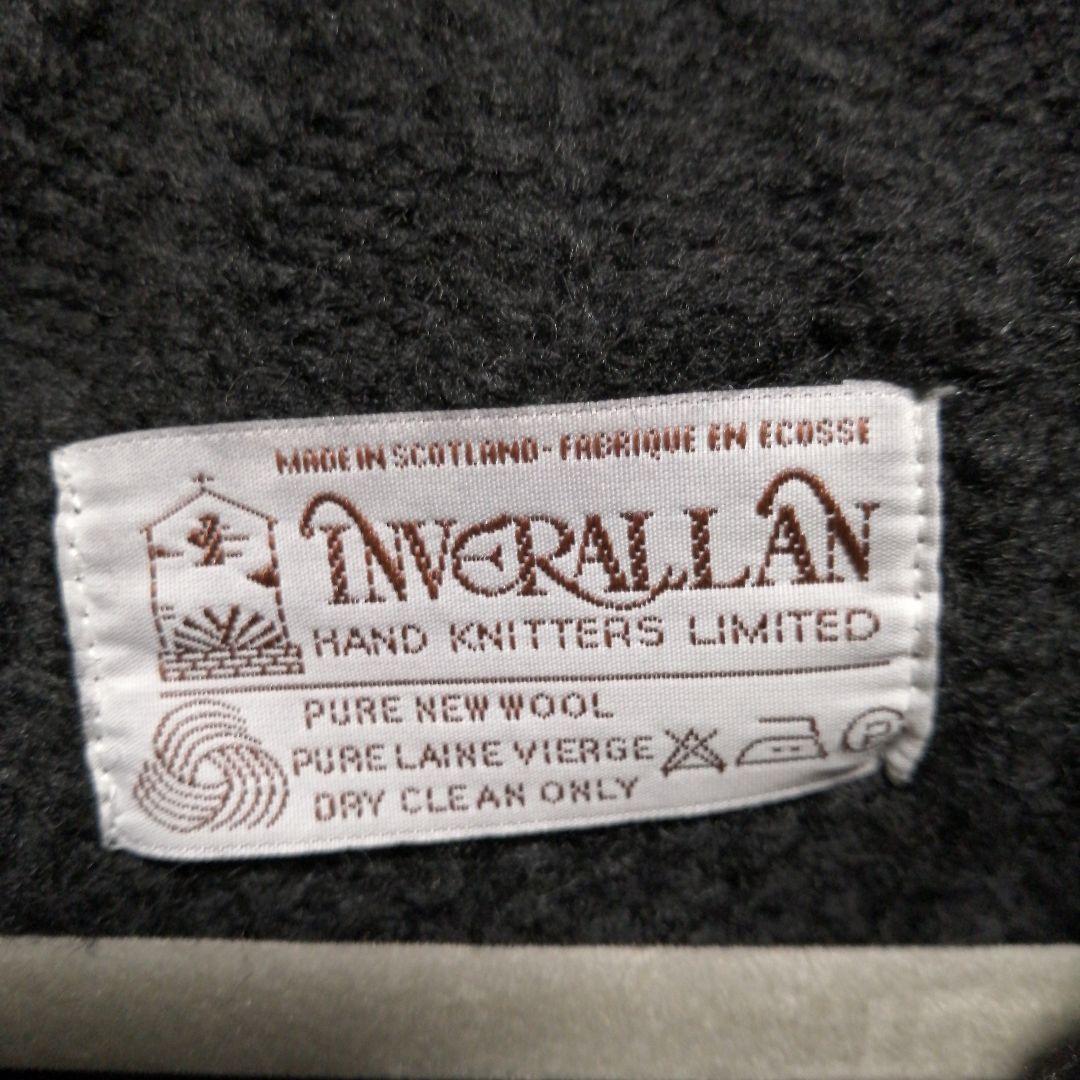 MADE IN SCOTLAND - FABRIQUE EN ECOSSE
INVERALLAN
HAND KNITTERS LIMITED
PURE NEW WOOL
PURE LAINE VIERGE
DRY CLEAN ONLY
P